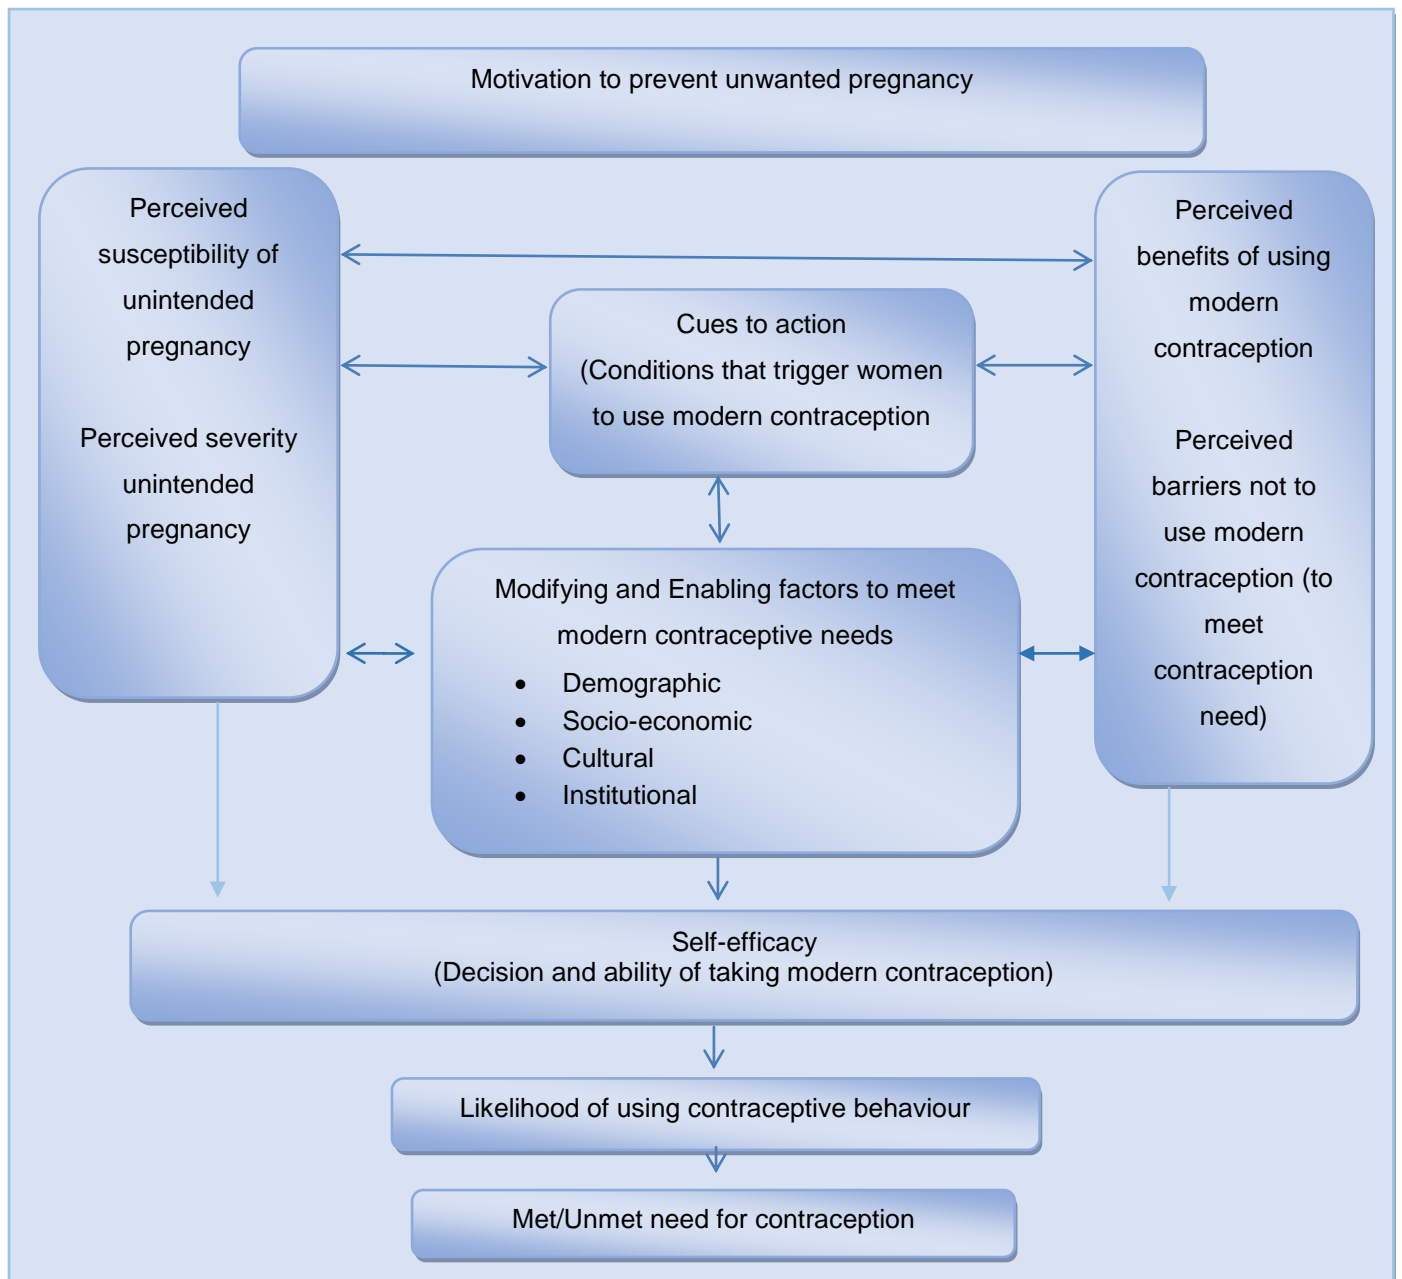 Motivation to prevent unwanted pregnancy
Perceived
susceptibility of
unintended
pregnancy
Perceived severity
unintended
pregnancy
Cues to action
(Conditions that trigger women
to use modern contraception
Perceived
benefits of using
modern
contraception
Perceived
barriers not to
use modern
contraception (to
meet
contraception
need)
Modifying and Enabling factors to meet
modern contraceptive needs
• Demographic
• Socio-economic
• Cultural
• Institutional
Self-efficacy
(Decision and ability of taking modern contraception)
Likelihood of using contraceptive behaviour
Met/Unmet need for contraception